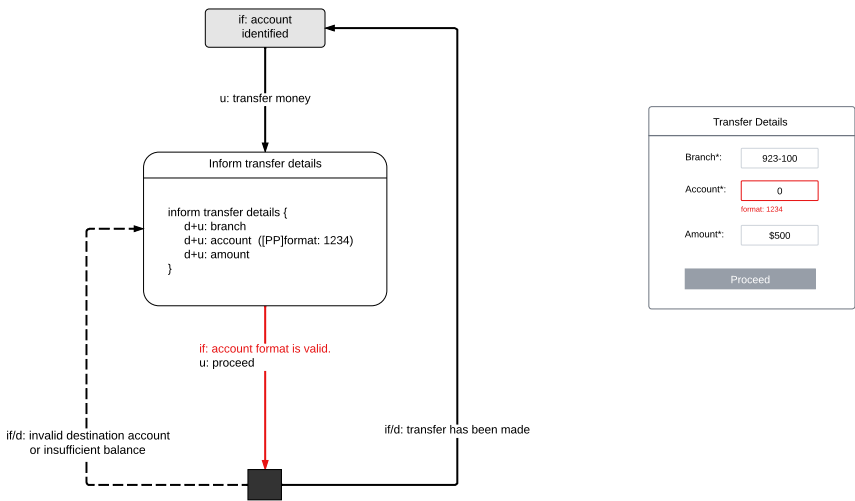 if: account
identified
u: transfer money
Inform transfer details
inform transfer details {
d+u: branch
d+u: account  ([PP]format: 1234)
d+u: amount
}
if: account format is valid.
u: proceed
if/d: invalid destination account
or insufficient balance
if/d: transfer has been made
Transfer Details
Branch*: 923-100
Account*: 0
format: 1234
Amount*: $500
Proceed